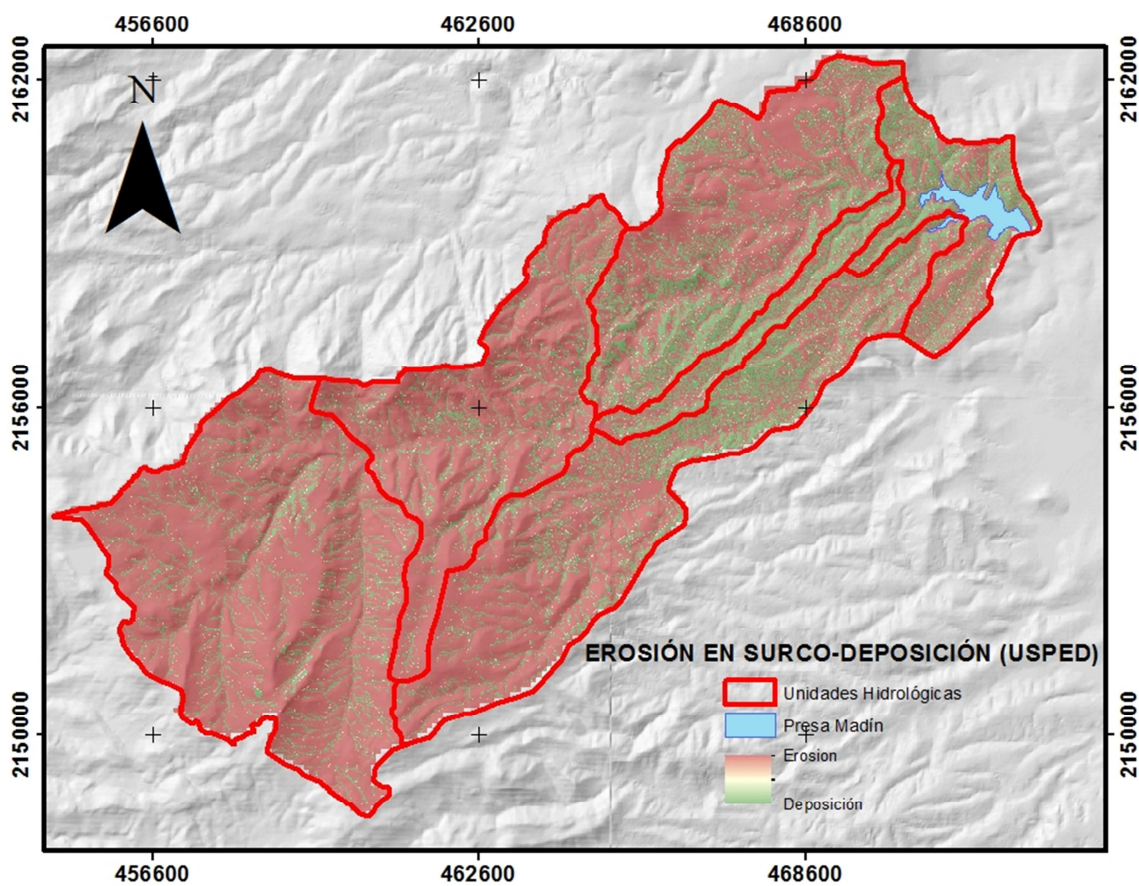 456600 462600 468600
2162000 2162000
N
2156000 2156000
EROSIÓN EN SURCO-DEPOSICIÓN (USPED)
Unidades Hidrológicas
Presa Madín
2150000 2150000
Erosion
Deposición
456600 462600 468600